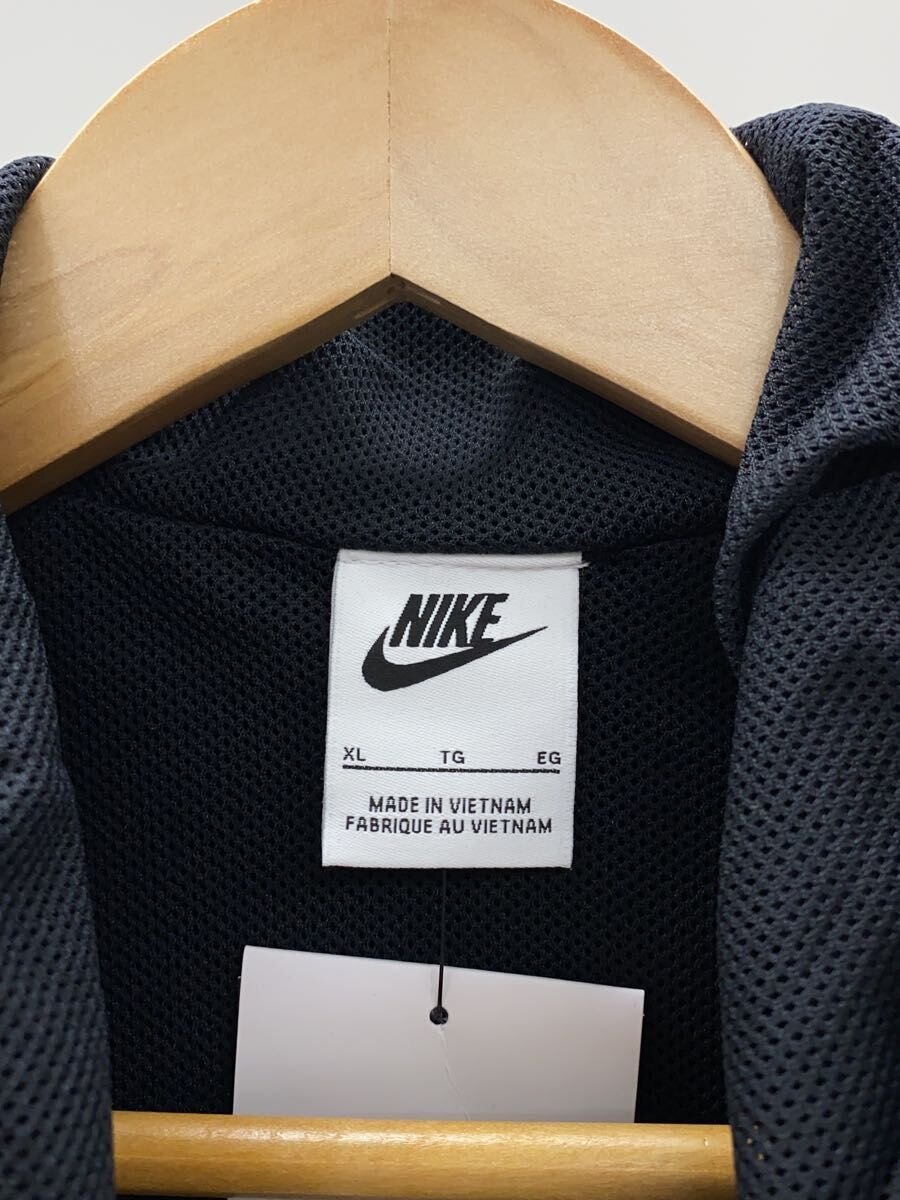 NIKE
XL TG EG
MADE IN VIETNAM
FABRIQUE AU VIETNAM